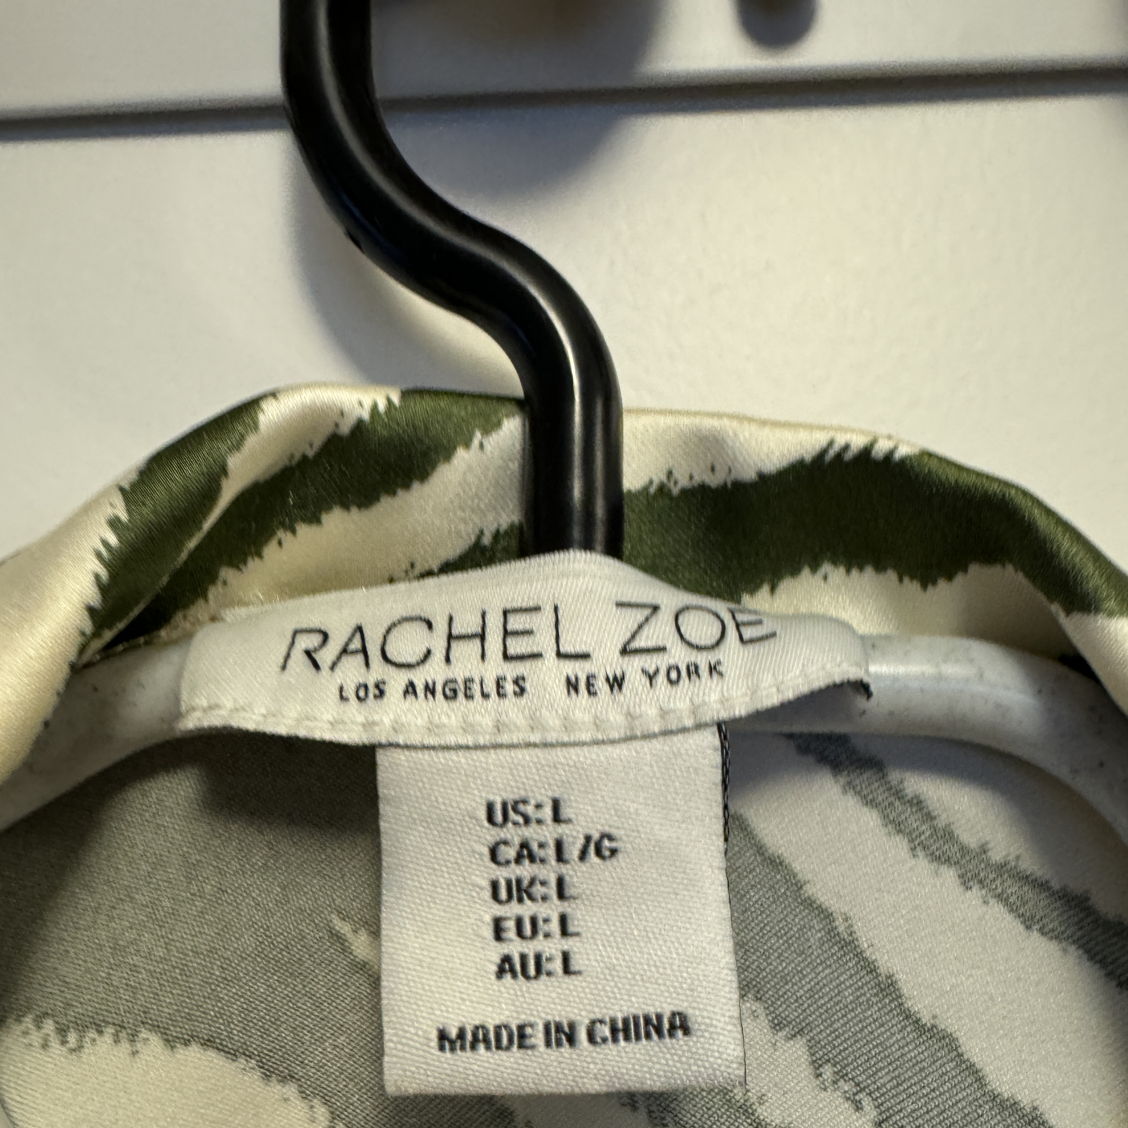 RACHEL ZOE
LOS ANGELES NEW YORK
US: L
CA: L/G
UK: L
EU: L
AU: L
MADE IN CHINA